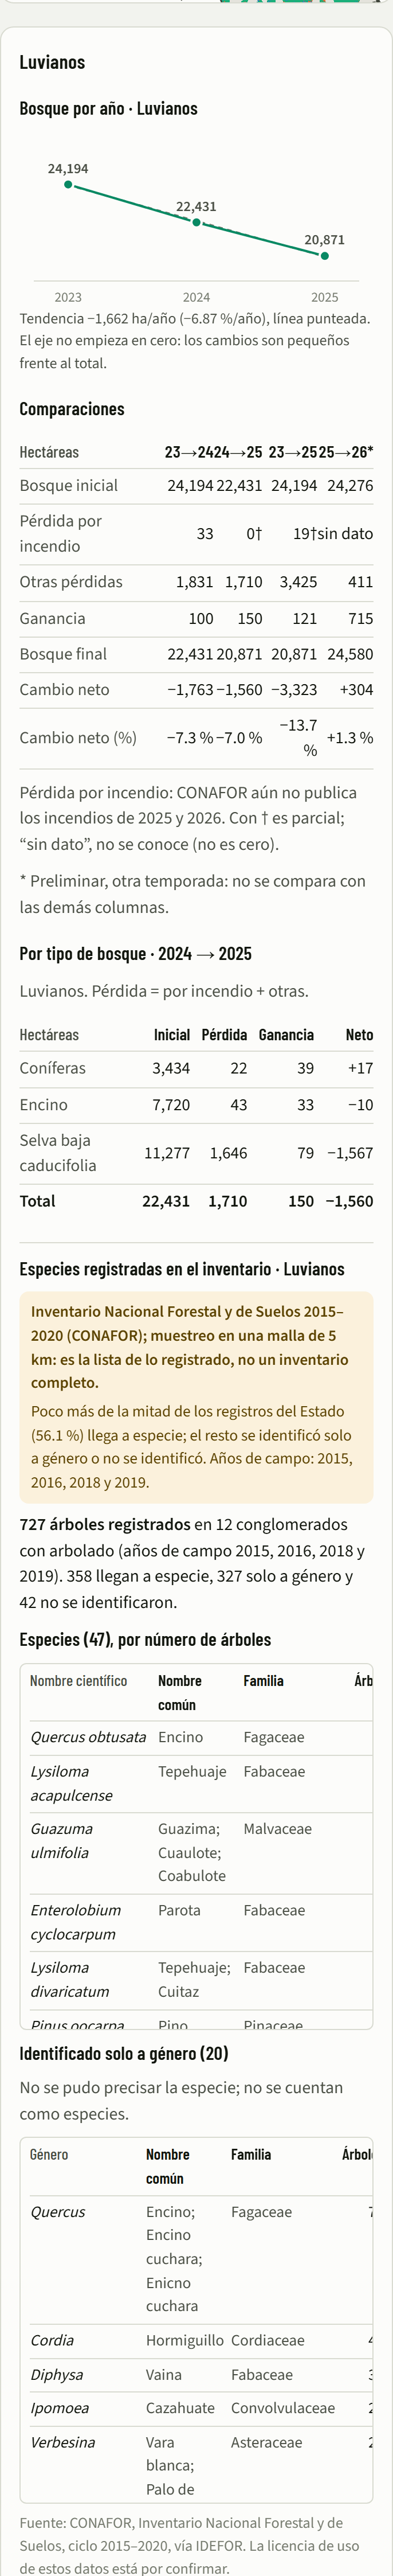 Luvianos
Bosque por año · Luvianos
24,194
22,431
20,871
2023 2024 2025
Tendencia −1,662 ha/año (−6.87 %/año), línea punteada.
El eje no empieza en cero: los cambios son pequeños
frente al total.
Comparaciones
Hectáreas 23→24 24→25 23→25 25→26*
Bosque inicial 24,194 22,431 24,194 24,276
Pérdida por
incendio 33 0† 19† sin dato
Otras pérdidas 1,831 1,710 3,425 411
Ganancia 100 150 121 715
Bosque final 22,431 20,871 20,871 24,580
Cambio neto −1,763 −1,560 −3,323 +304
Cambio neto (%) −7.3 % −7.0 % −13.7 % +1.3 %
Pérdida por incendio: CONAFOR aún no publica
los incendios de 2025 y 2026. Con † es parcial;
“sin dato”, no se conoce (no es cero).
* Preliminar, otra temporada: no se compara con
las demás columnas.
Por tipo de bosque · 2024 → 2025
Luvianos. Pérdida = por incendio + otras.
Hectáreas Inicial Pérdida Ganancia Neto
Coníferas 3,434 22 39 +17
Encino 7,720 43 33 −10
Selva baja
caducifolia 11,277 1,646 79 −1,567
Total 22,431 1,710 150 −1,560
Especies registradas en el inventario · Luvianos
Inventario Nacional Forestal y de Suelos 2015–
2020 (CONAFOR); muestreo en una malla de 5
km: es la lista de lo registrado, no un inventario
completo.
Poco más de la mitad de los registros del Estado
(56.1 %) llega a especie; el resto se identificó solo
a género o no se identificó. Años de campo: 2015,
2016, 2018 y 2019.
727 árboles registrados en 12 conglomerados
con arbolado (años de campo 2015, 2016, 2018 y
2019). 358 llegan a especie, 327 solo a género y
42 no se identificaron.
Especies (47), por número de árboles
Nombre científico Nombre común Familia Árb
Quercus obtusata Encino Fagaceae
Lysiloma acapulcense Tepehuaje Fabaceae
Guazuma ulmifolia Guazima; Cuaulote; Coabulote Malvaceae
Enterolobium cyclocarpum Parota Fabaceae
Lysiloma divaricatum Tepehuaje; Cuitaz Fabaceae
Pinus oocarpa Pino Pinaceae
Identificado solo a género (20)
No se pudo precisar la especie; no se cuentan
como especies.
Género Nombre común Familia Árbol
Quercus Encino; Encino cuchara; Enicno cuchara Fagaceae
Cordia Hormiguillo Cordiaceae
Diphysa Vaina Fabaceae
Ipomoea Cazahuate Convolvulaceae
Verbesina Vara blanca; Palo de Asteraceae
Fuente: CONAFOR, Inventario Nacional Forestal y de
Suelos, ciclo 2015–2020, vía IDEFOR. La licencia de uso
de estos datos está por confirmar.